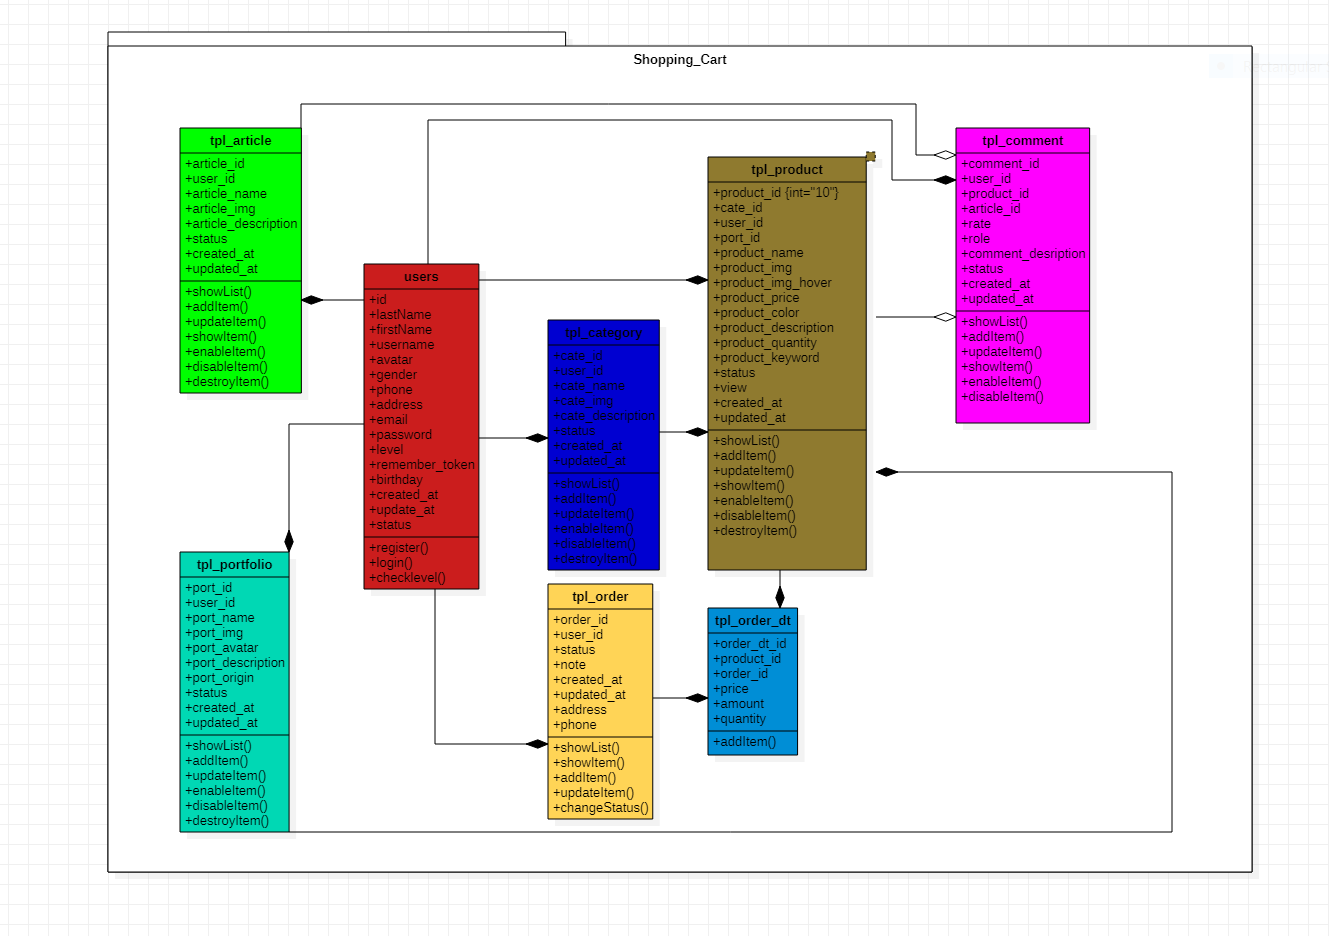 Shopping_Cart
tpl_article
+article_id
+user_id
+article_name
+article_img
+article_description
+status
+created_at
+updated_at
+showList()
+addItem()
+updateItem()
+showItem()
+enableItem()
+disableItem()
+destroyItem()
users
+id
+lastName
+firstName
+username
+avatar
+gender
+phone
+address
+email
+password
+level
+remember_token
+birthday
+created_at
+update_at
+status
+register()
+login()
+checklevel()
tpl_category
+cate_id
+user_id
+cate_name
+cate_img
+cate_description
+status
+created_at
+updated_at
+showList()
+addItem()
+updateItem()
+enableItem()
+disableItem()
+destroyItem()
tpl_product
+product_id {int="10"}
+cate_id
+user_id
+port_id
+product_name
+product_img
+product_img_hover
+product_price
+product_color
+product_description
+product_quantity
+product_keyword
+status
+view
+created_at
+updated_at
+showList()
+addItem()
+updateItem()
+showItem()
+enableItem()
+disableItem()
+destroyItem()
tpl_comment
+comment_id
+user_id
+product_id
+article_id
+rate
+role
+comment_desription
+status
+created_at
+updated_at
+showList()
+addItem()
+updateItem()
+showItem()
+enableItem()
+disableItem()
tpl_portfolio
+port_id
+user_id
+port_name
+port_img
+port_avatar
+port_description
+port_origin
+status
+created_at
+updated_at
+showList()
+addItem()
+updateItem()
+enableItem()
+disableItem()
+destroyItem()
tpl_order
+order_id
+user_id
+status
+note
+created_at
+updated_at
+address
+phone
+showList()
+showItem()
+addItem()
+updateItem()
+changeStatus()
tpl_order_dt
+order_dt_id
+product_id
+order_id
+price
+amount
+quantity
+addItem()
Rectangular